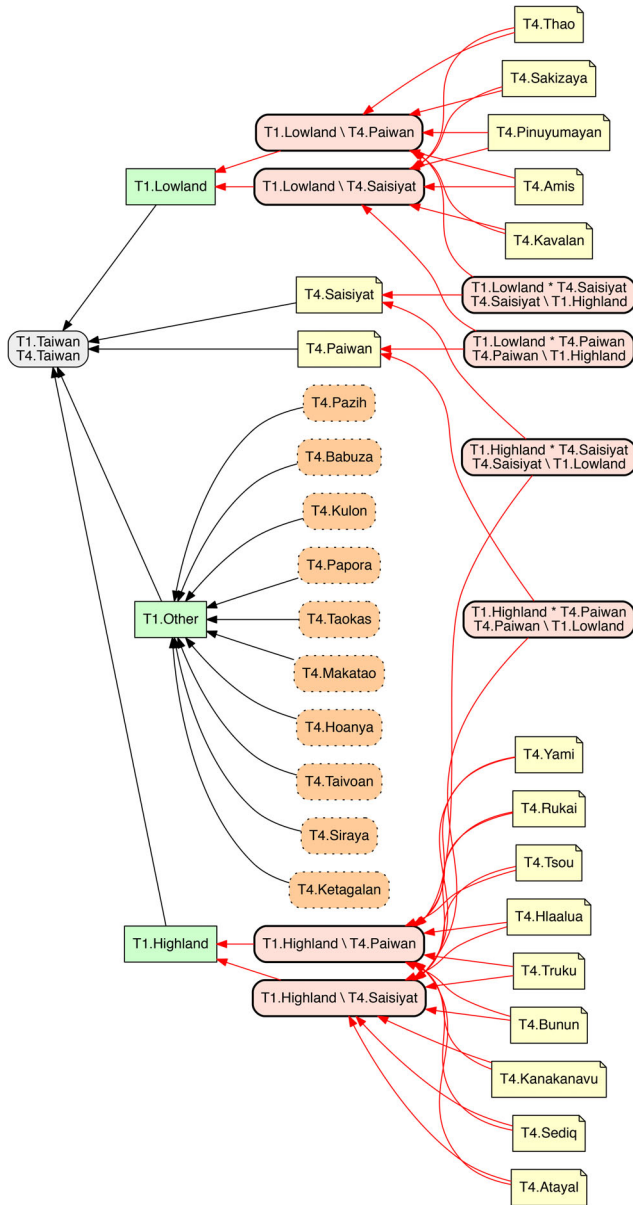 T4.Thao
T4.Sakizaya
T1.Lowland \ T4.Paiwan
T4.Pinuyumayan
T1.Lowland
T1.Lowland \ T4.Saisiyat
T4.Amis
T4.Kavalan
T4.Saisiyat
T1.Lowland * T4.Saisiyat
T4.Saisiyat \ T1.Highland
T1.Taiwan
T4.Taiwan
T4.Paiwan
T1.Lowland * T4.Paiwan
T4.Paiwan \ T1.Highland
T4.Pazih
T4.Babuza
T1.Highland * T4.Saisiyat
T4.Saisiyat \ T1.Lowland
T4.Kulon
T4.Papora
T1.Other
T4.Taokas
T1.Highland * T4.Paiwan
T4.Paiwan \ T1.Lowland
T4.Makatao
T4.Hoanya
T4.Yami
T4.Taivoan
T4.Rukai
T4.Siraya
T4.Tsou
T4.Ketagalan
T4.Hlaalua
T1.Highland
T1.Highland \ T4.Paiwan
T4.Truku
T1.Highland \ T4.Saisiyat
T4.Bunun
T4.Kanakanavu
T4.Sediq
T4.Atayal